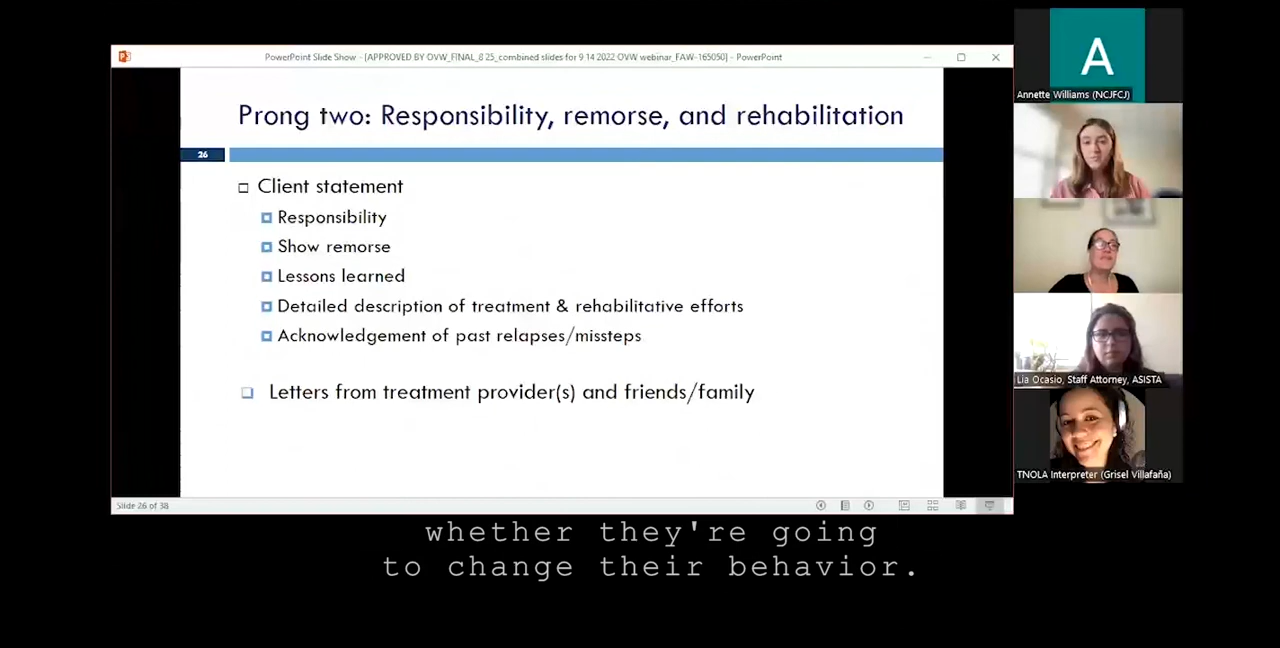 PowerPoint Slide Show - [APPROVED BY OVW_FINAL_8 25_combined slides for 9 14 2022 OVW webinar_FAW-165050] - PowerPoint
Prong two: Responsibility, remorse, and rehabilitation
26
Client statement
Responsibility
Show remorse
Lessons learned
Detailed description of treatment & rehabilitative efforts
Acknowledgement of past relapses/missteps
Letters from treatment provider(s) and friends/family
Slide 26 of 38
A
Annette Williams (NCJFCJ)
Lia Ocasio, Staff Attorney, ASISTA
TNOLA Interpreter (Grisel Villafaña)
whether they're going
to change their behavior.